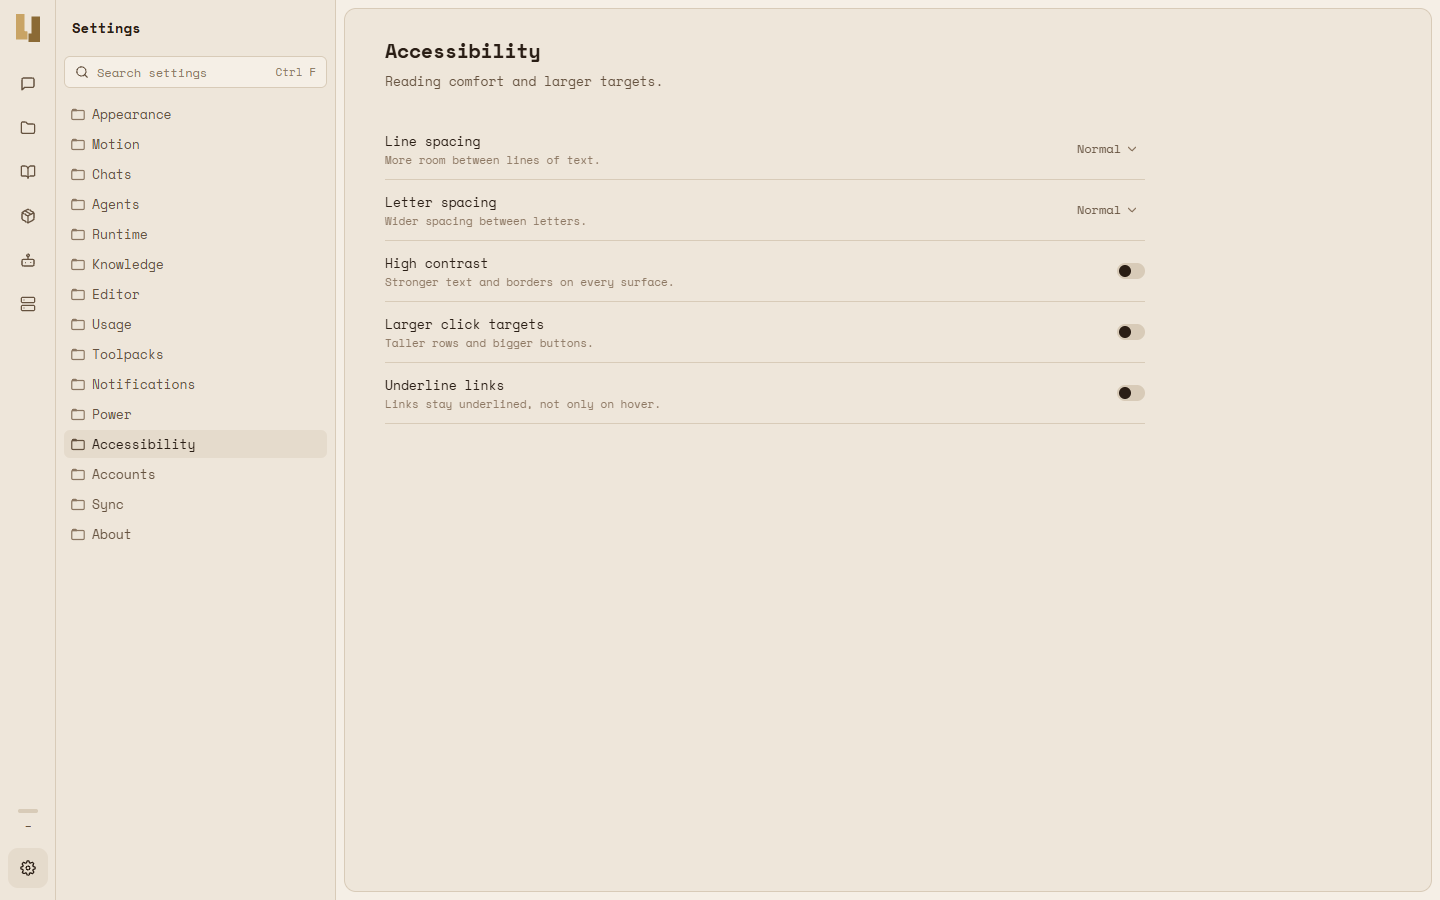 Settings
Search settings
Ctrl F
Appearance
Motion
Chats
Agents
Runtime
Knowledge
Editor
Usage
Toolpacks
Notifications
Power
Accessibility
Accounts
Sync
About
–
Accessibility
Reading comfort and larger targets.
Line spacing
More room between lines of text.
Normal
Letter spacing
Wider spacing between letters.
Normal
High contrast
Stronger text and borders on every surface.
Larger click targets
Taller rows and bigger buttons.
Underline links
Links stay underlined, not only on hover.